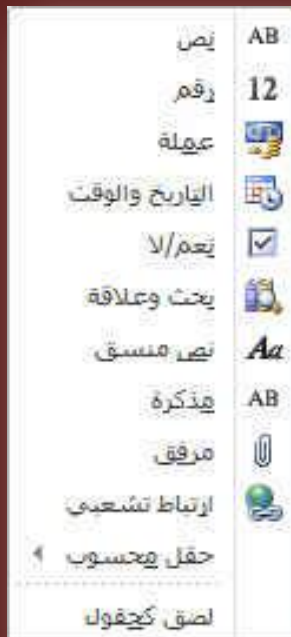 نص AB
رقم 12
عملة
التاريخ والوقت
نعم/لا
بحث وعلاقة
نص منسق Aa
مذكرة AB
مرفق
ارتباط تشعبي
حقل محسوب
لصق كحقول